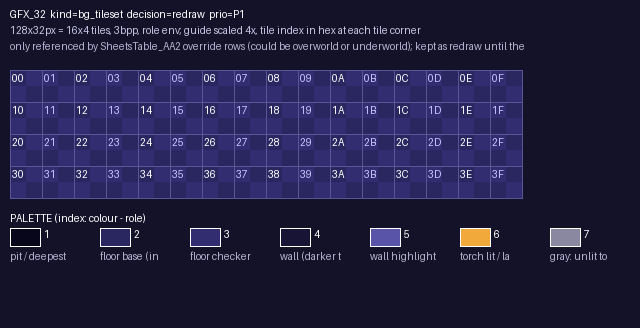 GFX_32 kind=bg_tileset decision=redraw prio=P1
128x32px = 16x4 tiles, 3bpp, role env; guide scaled 4x, tile index in hex at each tile corner
only referenced by SheetsTable_AA2 override rows (could be overworld or underworld); kept as redraw until the
00 01 02 03 04 05 06 07 08 09 0A 0B 0C 0D 0E 0F
10 11 12 13 14 15 16 17 18 19 1A 1B 1C 1D 1E 1F
20 21 22 23 24 25 26 27 28 29 2A 2B 2C 2D 2E 2F
30 31 32 33 34 35 36 37 38 39 3A 3B 3C 3D 3E 3F
PALETTE (index: colour - role)
1 2 3 4 5 6 7
pit / deepest floor base (in floor checker wall (darker t wall highlight torch lit / la gray: unlit to